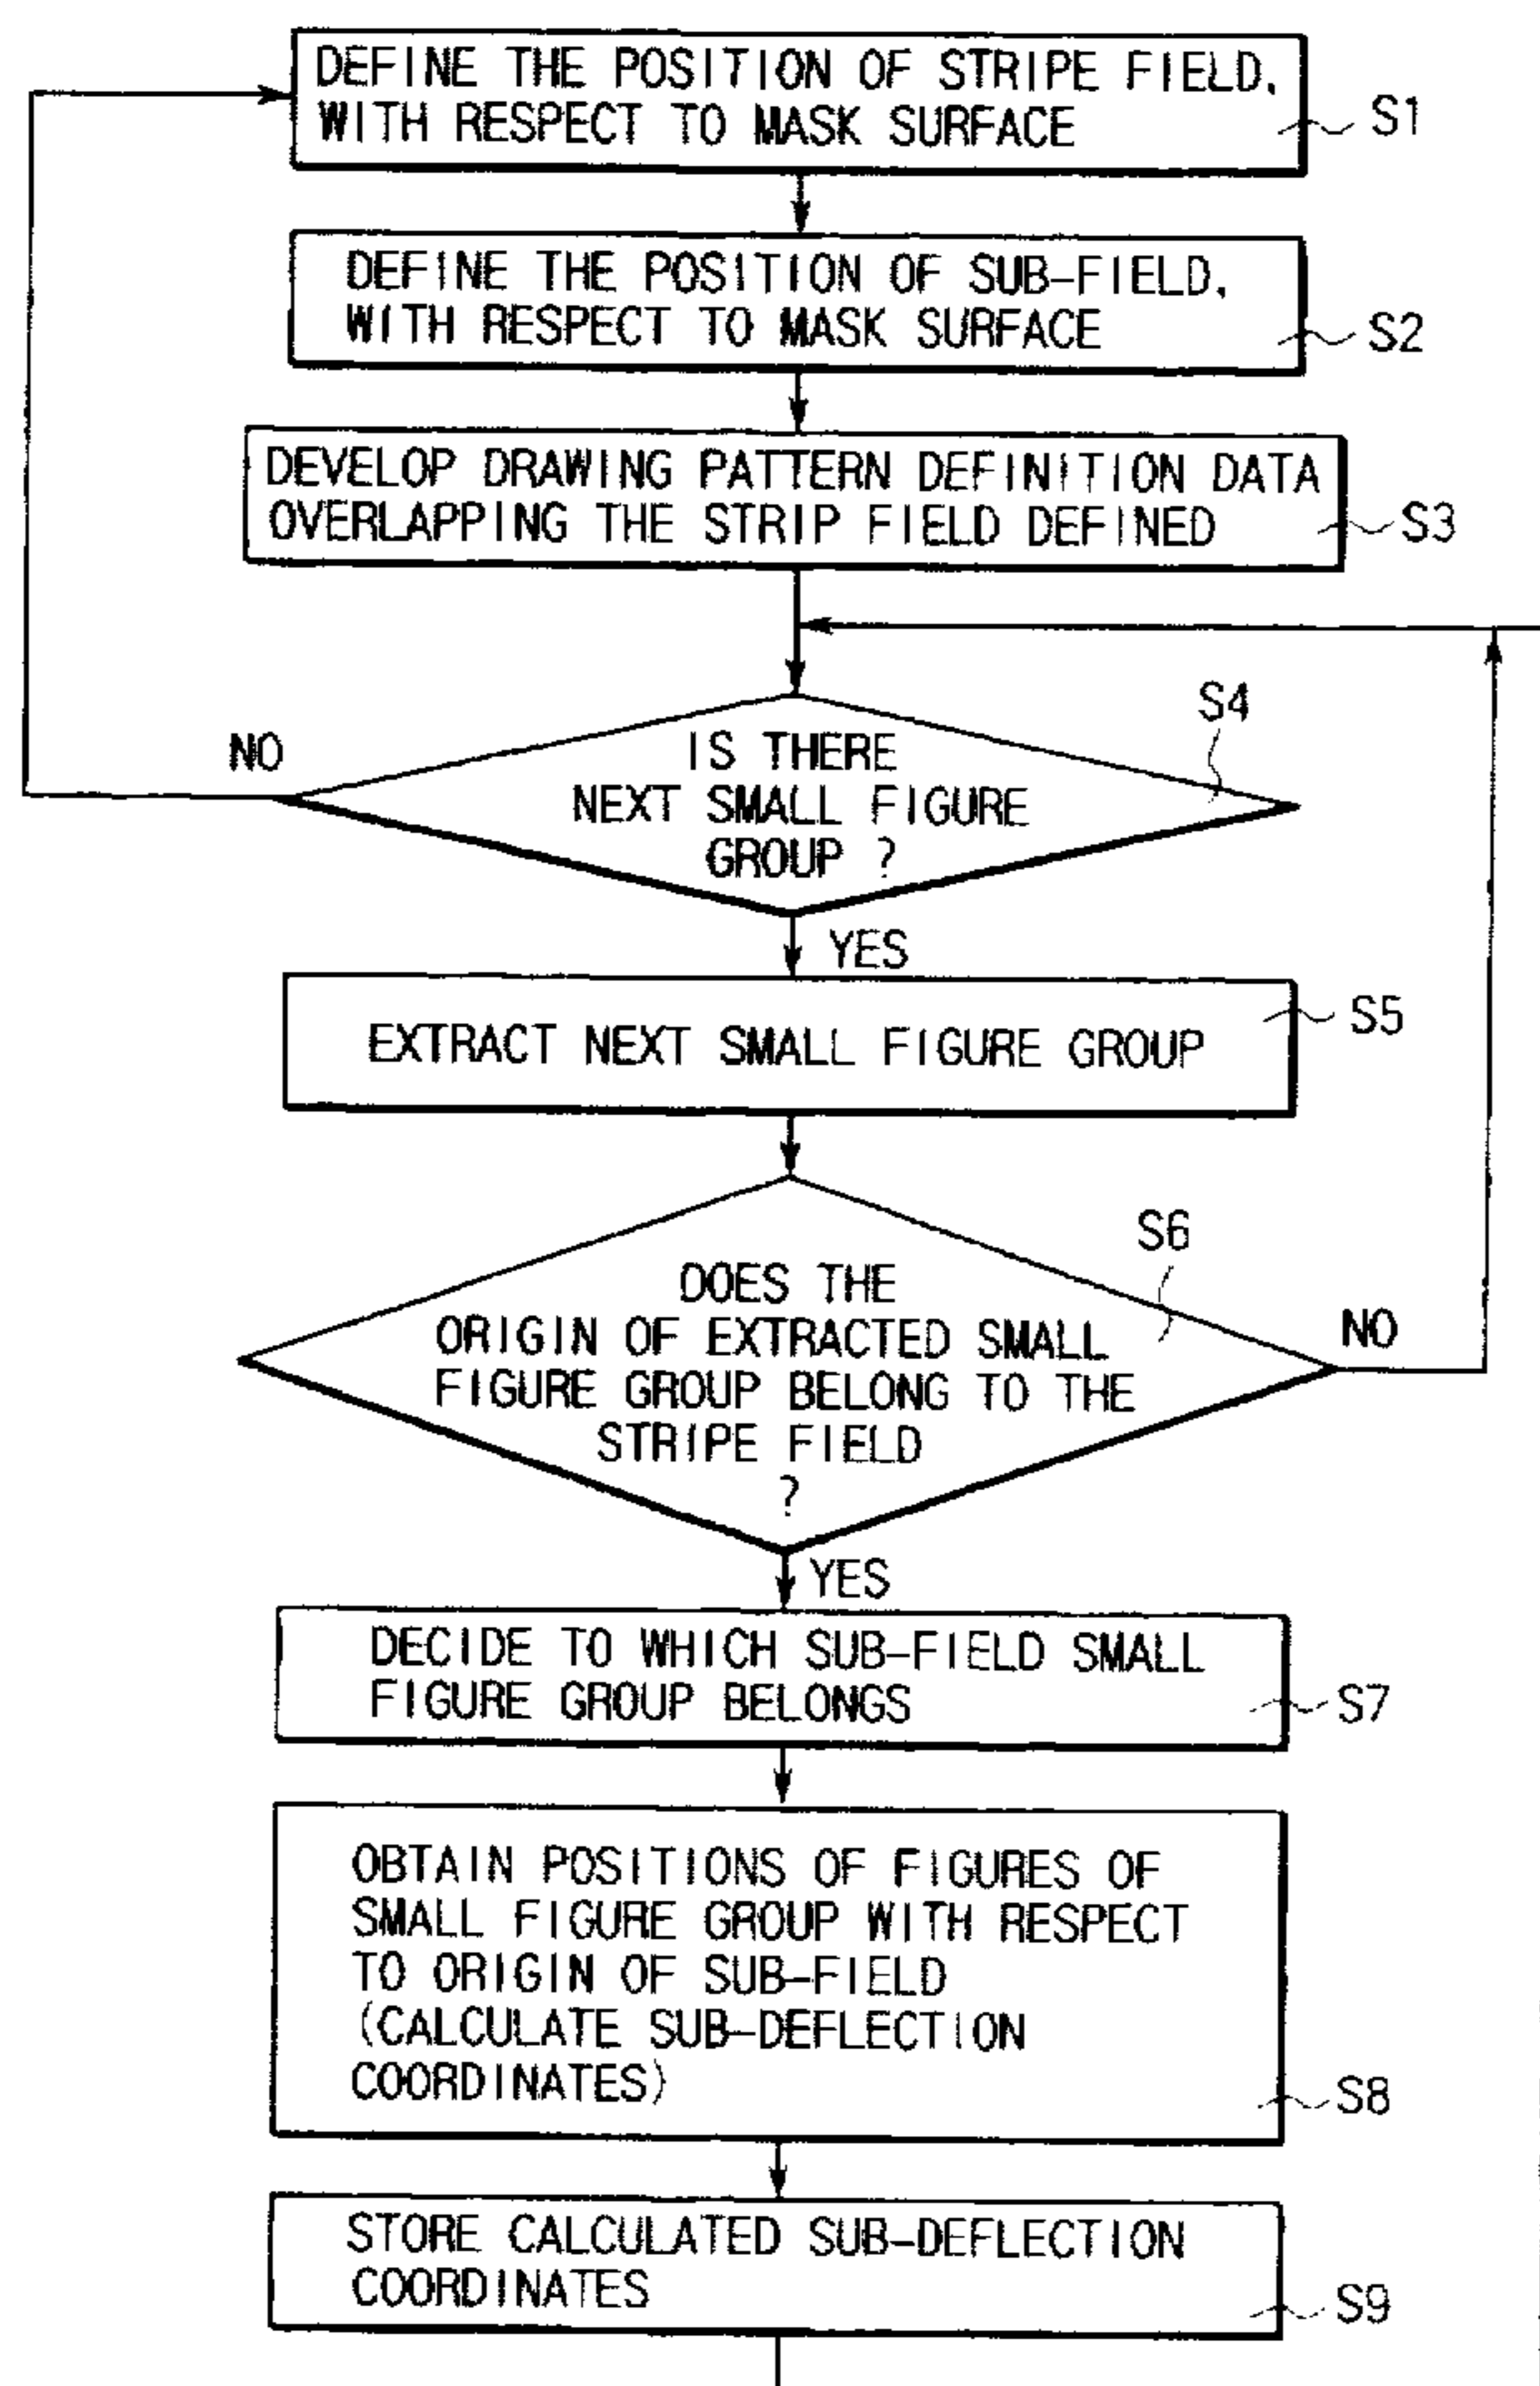 DEFINE THE POSITION OF STRIPE FIELD,
WITH RESPECT TO MASK SURFACE
S1
DEFINE THE POSITION OF SUB-FIELD,
WITH RESPECT TO MASK SURFACE
S2
DEVELOP DRAWING PATTERN DEFINITION DATA
OVERLAPPING THE STRIP FIELD DEFINED
S3
S4
NO
IS THERE
NEXT SMALL FIGURE
GROUP ?
YES
EXTRACT NEXT SMALL FIGURE GROUP
S5
S6
DOES THE
ORIGIN OF EXTRACTED SMALL
FIGURE GROUP BELONG TO THE
STRIPE FIELD
?
NO
YES
DECIDE TO WHICH SUB-FIELD SMALL
FIGURE GROUP BELONGS
S7
OBTAIN POSITIONS OF FIGURES OF
SMALL FIGURE GROUP WITH RESPECT
TO ORIGIN OF SUB-FIELD
(CALCULATE SUB-DEFLECTION
COORDINATES)
S8
STORE CALCULATED SUB-DEFLECTION
COORDINATES
S9